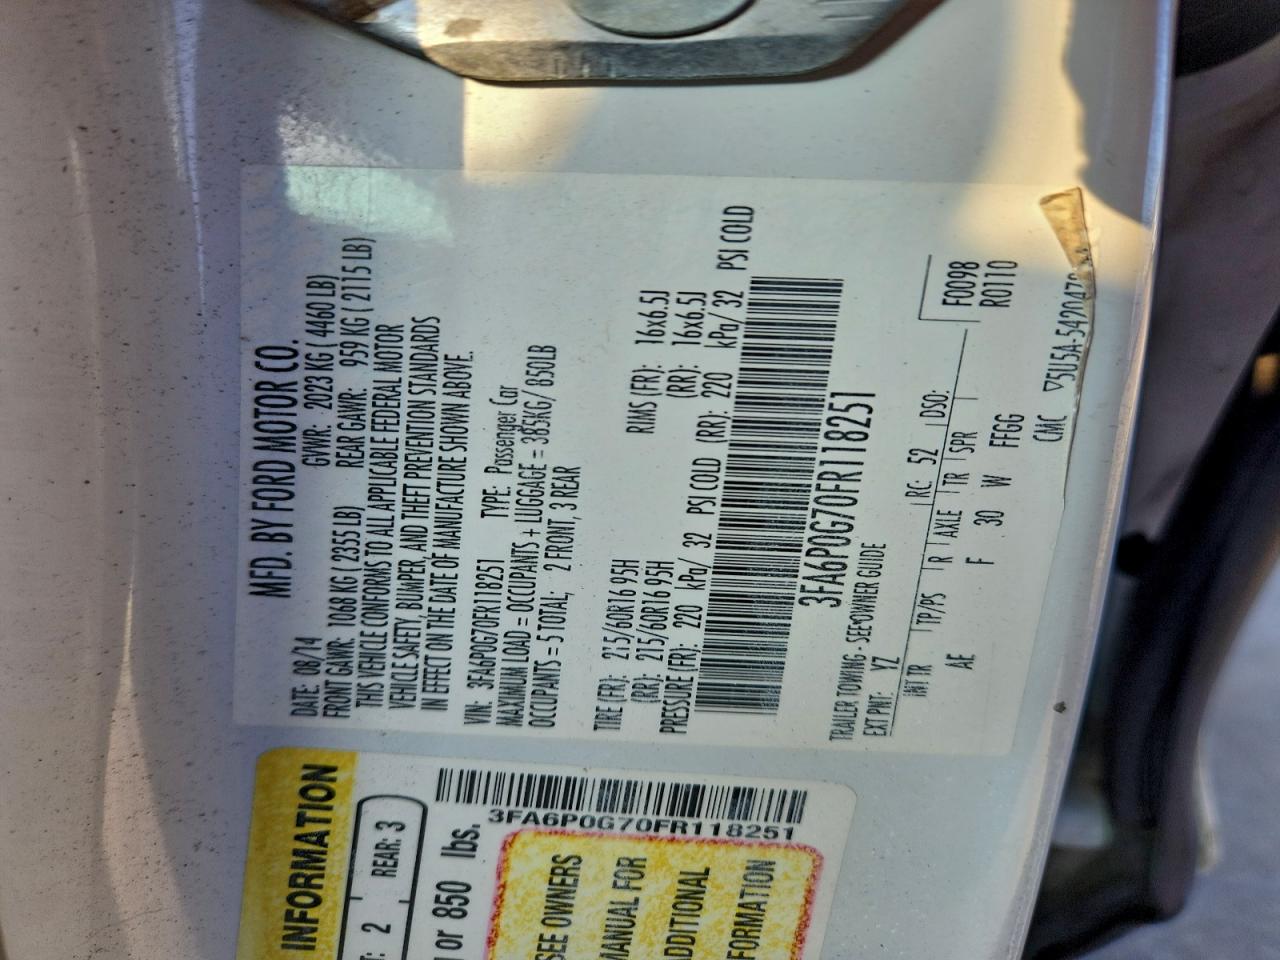 MFD. BY FORD MOTOR CO.
DATE: 08/14 GVWR: 2023 KG ( 4460 LB)
FRONT GAWR: 1068 KG ( 2355 LB) REAR GAWR: 959 KG ( 2115 LB)
THIS VEHICLE CONFORMS TO ALL APPLICABLE FEDERAL MOTOR
VEHICLE SAFETY, BUMPER, AND THEFT PREVENTION STANDARDS
IN EFFECT ON THE DATE OF MANUFACTURE SHOWN ABOVE.
VIN: 3FA6P0G70FR118251 TYPE: Passenger Car
MAXIMUM LOAD = OCCUPANTS + LUGGAGE = 385KG/ 850LB
OCCUPANTS = 5 TOTAL; 2 FRONT, 3 REAR
TIRE (FR): 215/60R16 95H RIMS (FR): 16x6.5J
(RR): 215/60R16 95H (RR): 16x6.5J
PRESSURE (FR): 220 kPa/ 32 PSI COLD (RR): 220 kPa/ 32 PSI COLD
3FA6P0G70FR118251
TRAILER TOWING - SEE OWNER GUIDE
EXT PNT: YZ RC: 52 DSO: F0098
INT TR TP/PS R AXLE TR SPR R0110
AE F 30 W FFGG
CMC 5U5A-5420472
INFORMATION
: 2 REAR: 3
or 850 lbs.
3FA6P0G70FR118251
SEE OWNERS
MANUAL FOR
ADDITIONAL
FORMATION